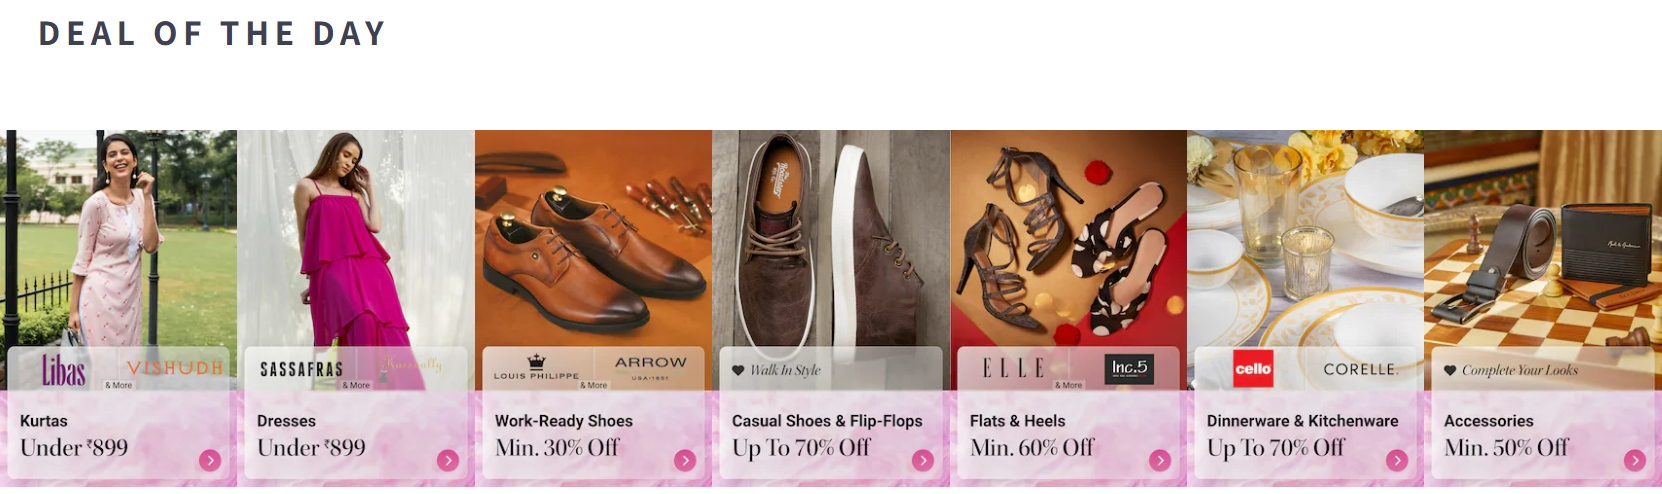 DEAL OF THE DAY
Libas VISHUDH
& More
Kurtas
Under ₹899
SASSAFRAS Kassually
& More
Dresses
Under ₹899
LOUIS PHILIPPE ARROW
USA-1851
& More
Work-Ready Shoes
Min. 30% Off
Walk In Style
Casual Shoes & Flip-Flops
Up To 70% Off
ELLE Inc.5
& More
Flats & Heels
Min. 60% Off
cello CORELLE.
Dinnerware & Kitchenware
Up To 70% Off
Complete Your Looks
Accessories
Min. 50% Off